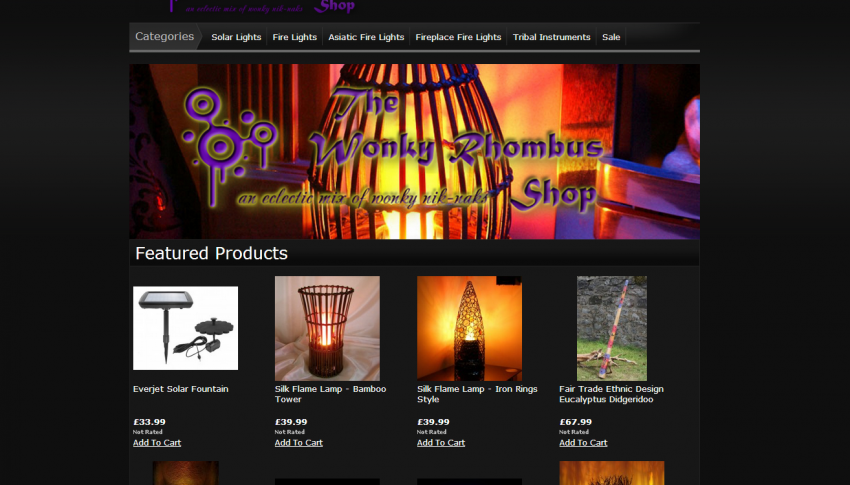 an eclectic mix of wonky nik-naks Shop
Categories Solar Lights Fire Lights Asiatic Fire Lights Fireplace Fire Lights Tribal Instruments Sale
The
Wonky Rhombus
an eclectic mix of wonky nik-naks Shop
Featured Products
Everjet Solar Fountain
£33.99
Not Rated
Add To Cart
Silk Flame Lamp - Bamboo
Tower
£39.99
Not Rated
Add To Cart
Silk Flame Lamp - Iron Rings
Style
£39.99
Not Rated
Add To Cart
Fair Trade Ethnic Design
Eucalyptus Didgeridoo
£67.99
Not Rated
Add To Cart